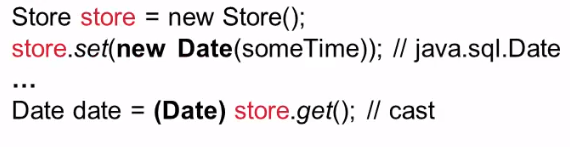 Store store = new Store();
store.set(new Date(someTime)); // java.sql.Date
...
Date date = (Date) store.get(); // cast